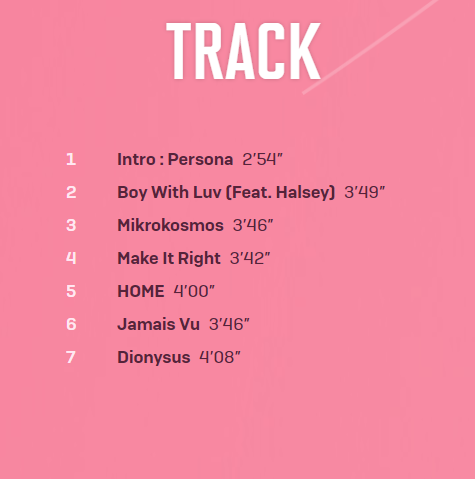 TRACK
1 Intro : Persona 2'54"
2 Boy With Luv (Feat. Halsey) 3'49"
3 Mikrokosmos 3'46"
4 Make It Right 3'42"
5 HOME 4'00"
6 Jamais Vu 3'46"
7 Dionysus 4'08"